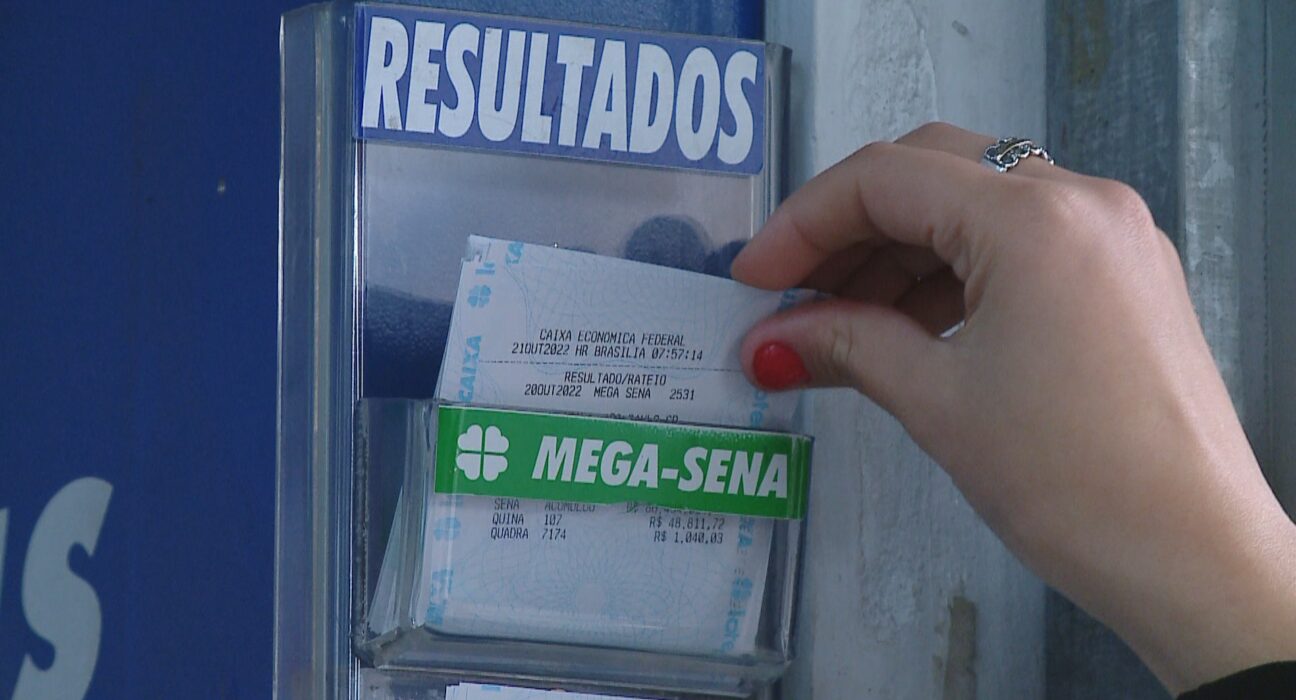 RESULTADOS
CAIXA ECONOMICA FEDERAL
21OUT2022 HR BRASILIA 07:57:14
RESULTADO/RATEIO
20OUT2022 MEGA SENA 2531
MEGA-SENA
SENA ACUMULOU R$
QUINA 107 R$ 48.811,72
QUADRA 7174 R$ 1.040,03
CAIXA